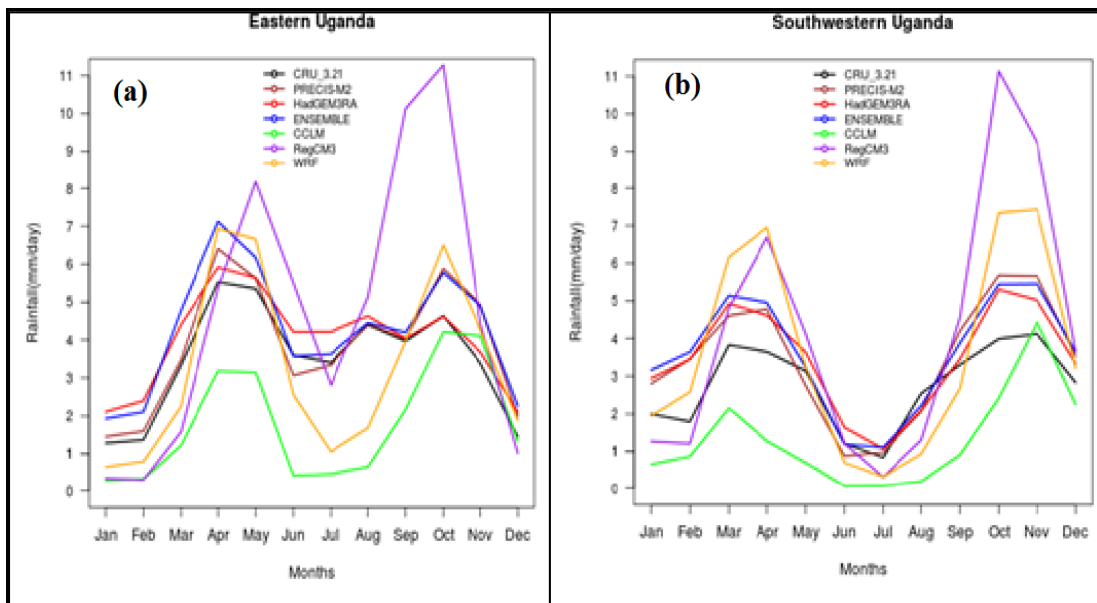 Eastern Uganda
(a)
CRU_3.21
PRECIS-M2
HadGEM3RA
ENSEMBLE
CCLM
RegCM3
WRF
Rainfall(mm/day)
11
10
9
8
7
6
5
4
3
2
1
0
Jan Feb Mar Apr May Jun Jul Aug Sep Oct Nov Dec
Months
Southwestern Uganda
(b)
CRU_3.21
PRECIS-M2
HadGEM3RA
ENSEMBLE
CCLM
RegCM3
WRF
Rainfall(mm/day)
11
10
9
8
7
6
5
4
3
2
1
0
Jan Feb Mar Apr May Jun Jul Aug Sep Oct Nov Dec
Months